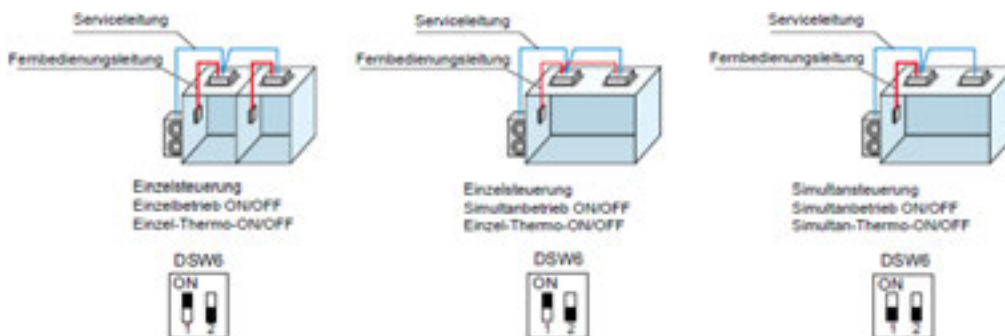 Serviceleitung
Fernbedienungsleitung
Einzelsteuerung
Einzelbetrieb ON/OFF
Einzel-Thermo-ON/OFF
DSW6
ON
1 2
Serviceleitung
Fernbedienungsleitung
Einzelsteuerung
Simultanbetrieb ON/OFF
Einzel-Thermo-ON/OFF
DSW6
ON
1 2
Serviceleitung
Fernbedienungsleitung
Simultansteuerung
Simultanbetrieb ON/OFF
Simultan-Thermo-ON/OFF
DSW6
ON
1 2